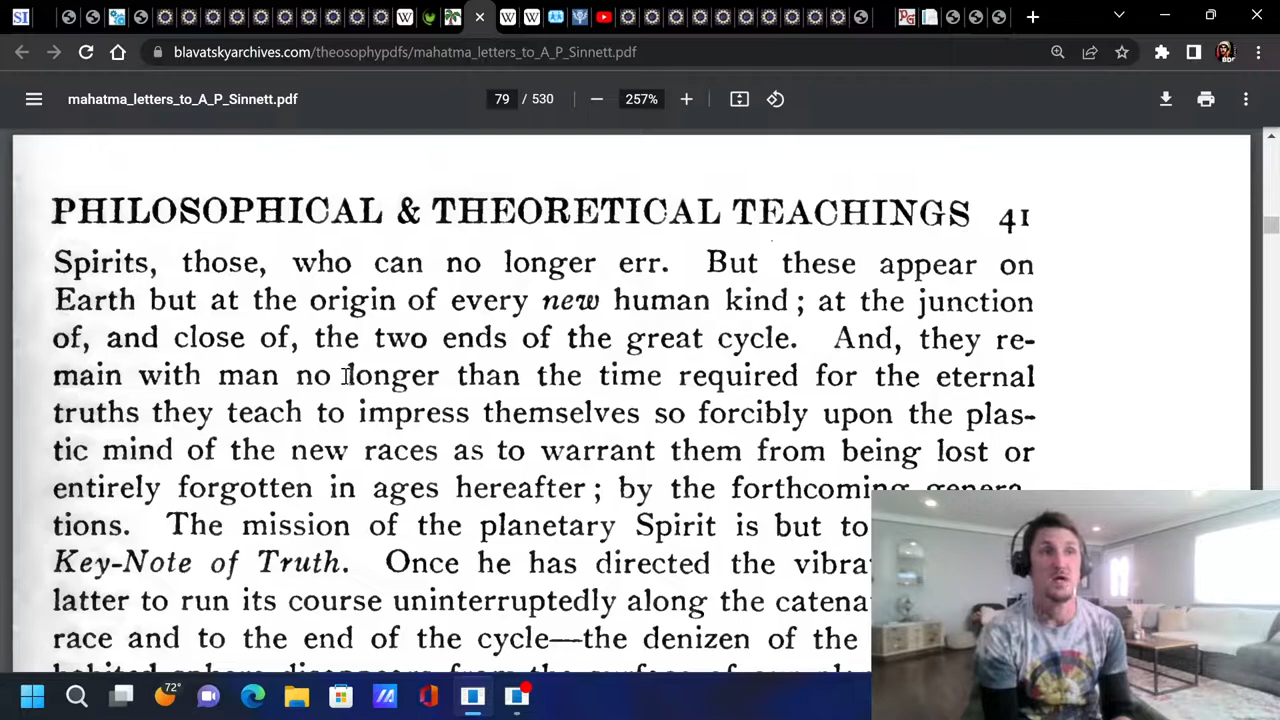 blavatskyarchives.com/theosophypdfs/mahatma_letters_to_A_P_Sinnett.pdf
mahatma_letters_to_A_P_Sinnett.pdf
79 / 530
257%
PHILOSOPHICAL & THEORETICAL TEACHINGS 41
Spirits, those, who can no longer err. But these appear on
Earth but at the origin of every new human kind; at the junction
of, and close of, the two ends of the great cycle. And, they re-
main with man no longer than the time required for the eternal
truths they teach to impress themselves so forcibly upon the plas-
tic mind of the new races as to warrant them from being lost or
entirely forgotten in ages hereafter; by the forthcoming genera-
tions. The mission of the planetary Spirit is but to
Key-Note of Truth. Once he has directed the vibra
latter to run its course uninterruptedly along the catena
race and to the end of the cycle—the denizen of the
72°